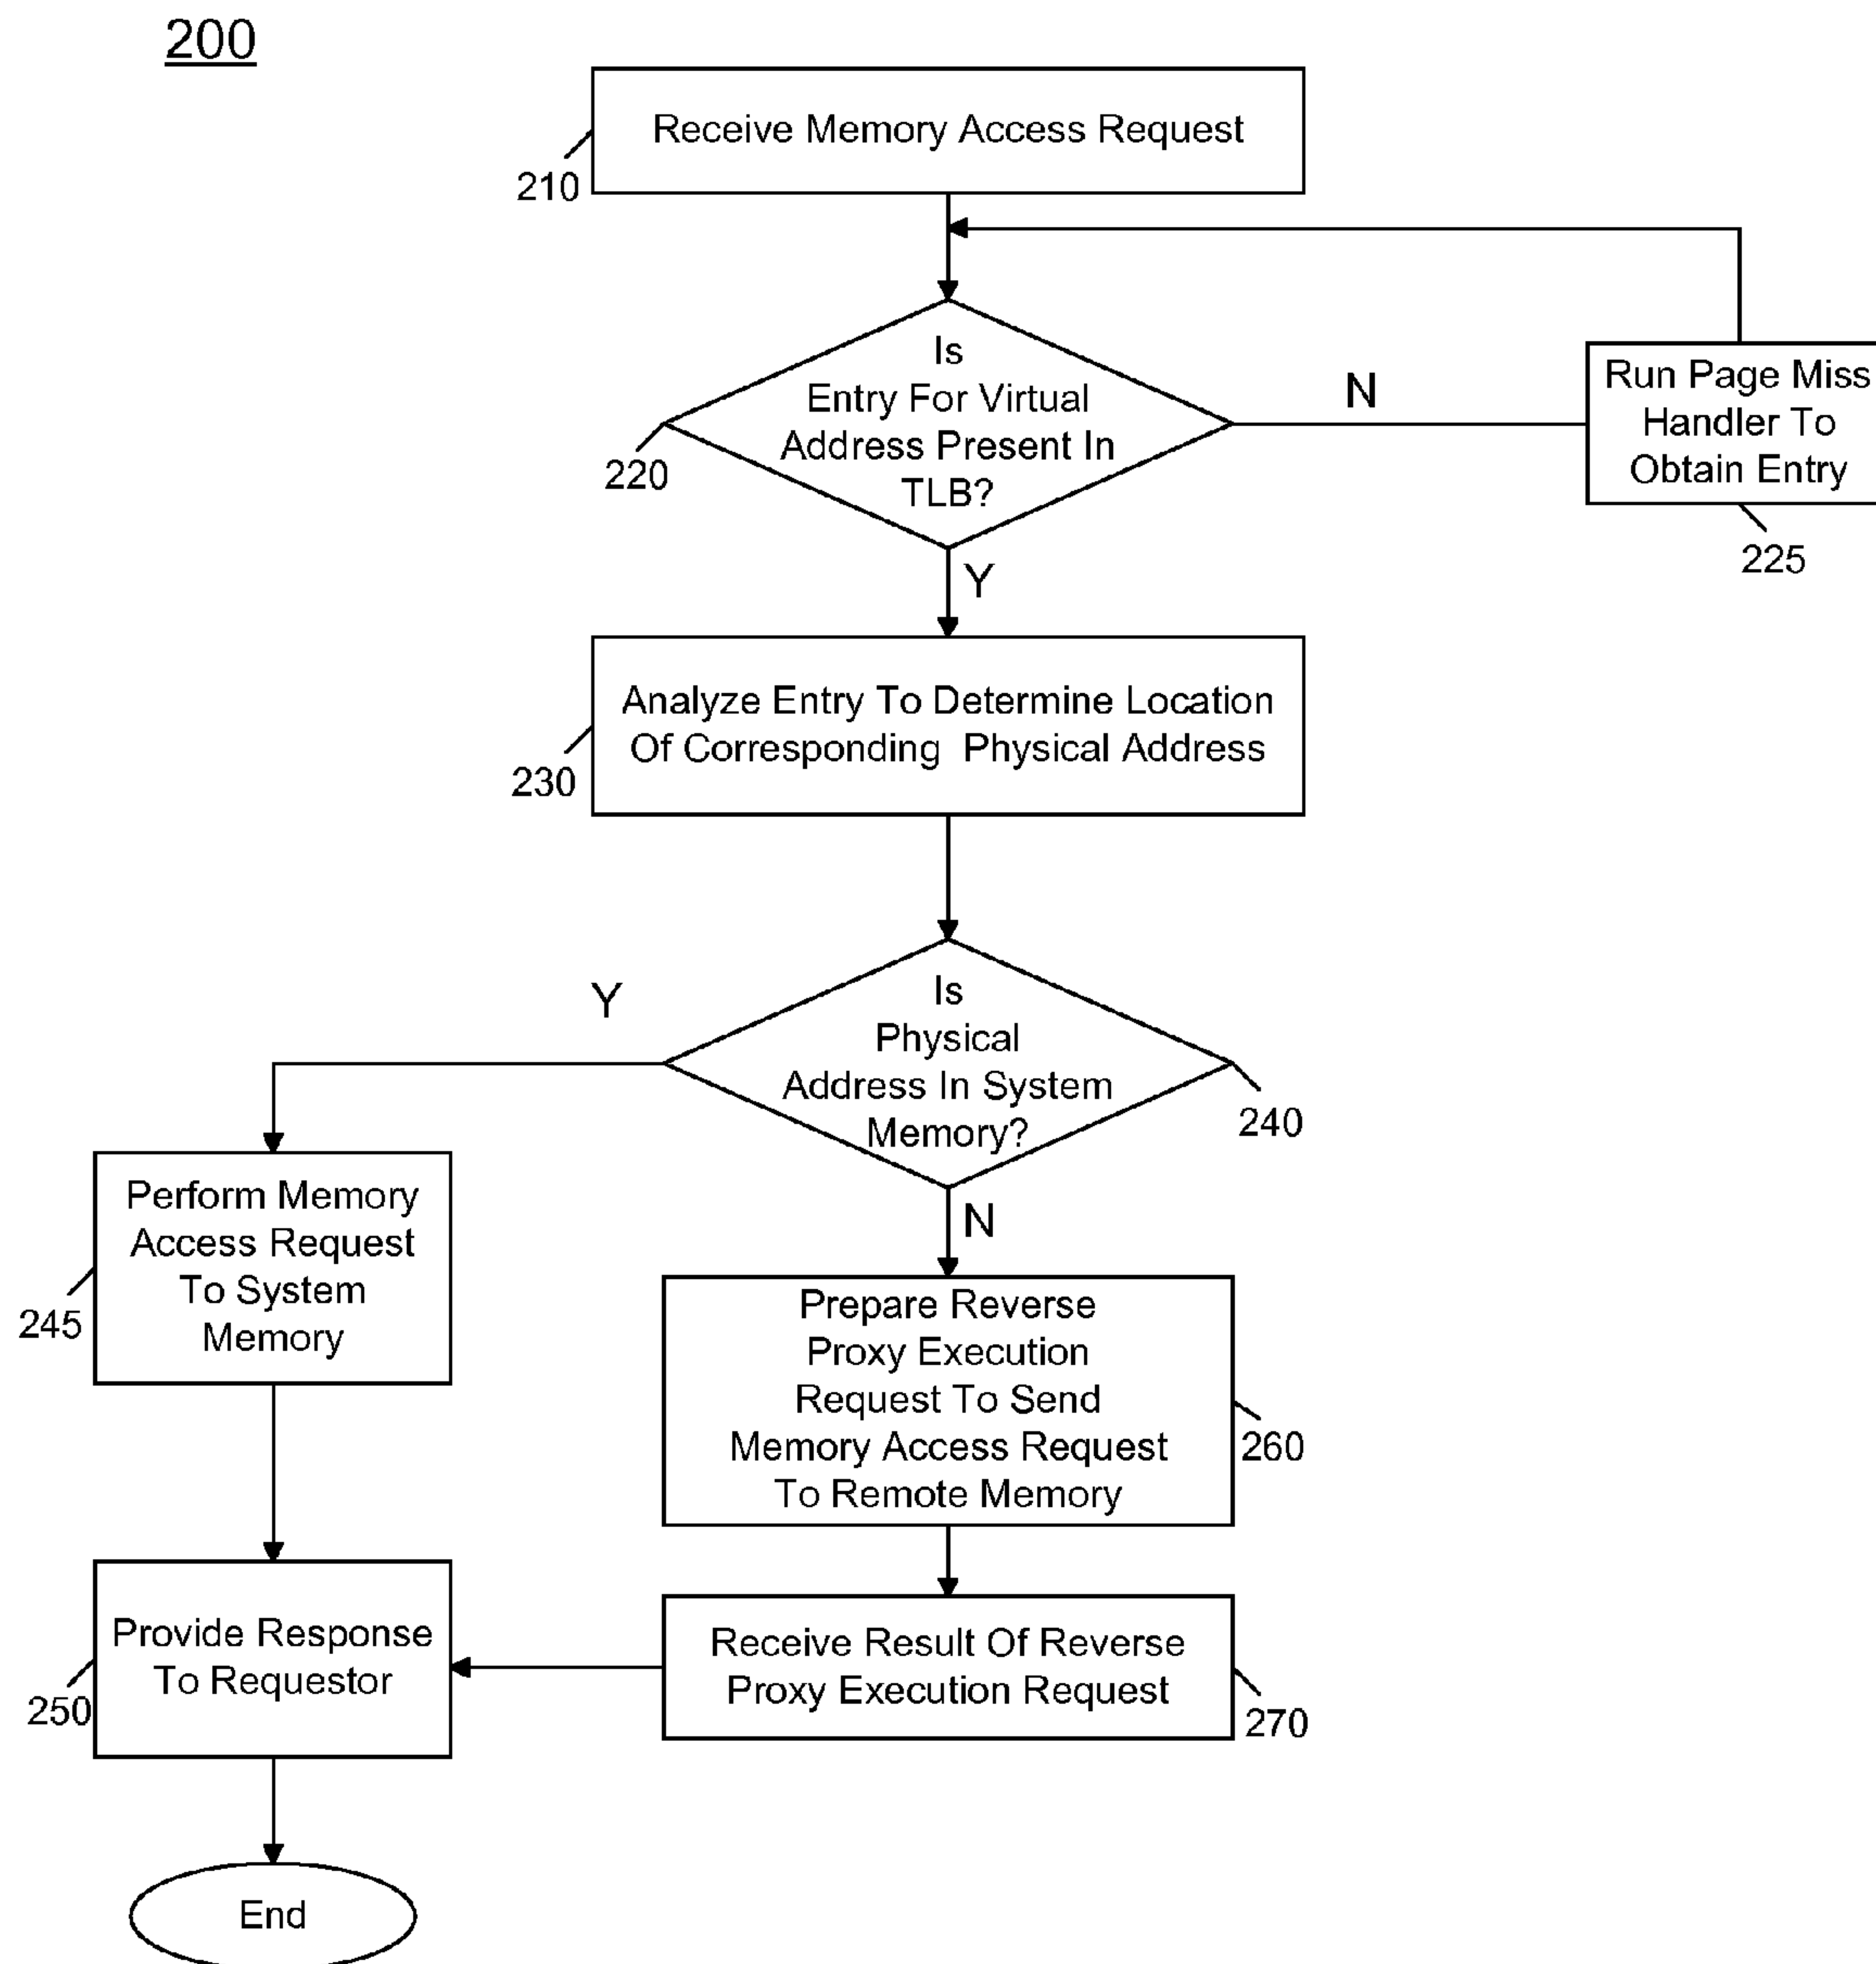 200
Receive Memory Access Request
210
Is
Entry For Virtual
Address Present In
TLB?
220
N
Run Page Miss
Handler To
Obtain Entry
225
Y
Analyze Entry To Determine Location
Of Corresponding Physical Address
230
Is
Physical
Address In System
Memory?
240
Y
Perform Memory
Access Request
To System
Memory
245
N
Prepare Reverse
Proxy Execution
Request To Send
Memory Access Request
To Remote Memory
260
Provide Response
To Requestor
250
Receive Result Of Reverse
Proxy Execution Request
270
End